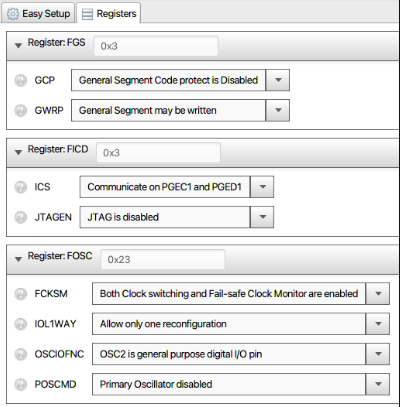 Easy Setup Registers
Register: FGS 0x3
GCP General Segment Code protect is Disabled
GWRP General Segment may be written
Register: FICD 0x3
ICS Communicate on PGEC1 and PGED1
JTAGEN JTAG is disabled
Register: FOSC 0x23
FCKSM Both Clock switching and Fail-safe Clock Monitor are enabled
IOL1WAY Allow only one reconfiguration
OSCIOFNC OSC2 is general purpose digital I/O pin
POSCMD Primary Oscillator disabled